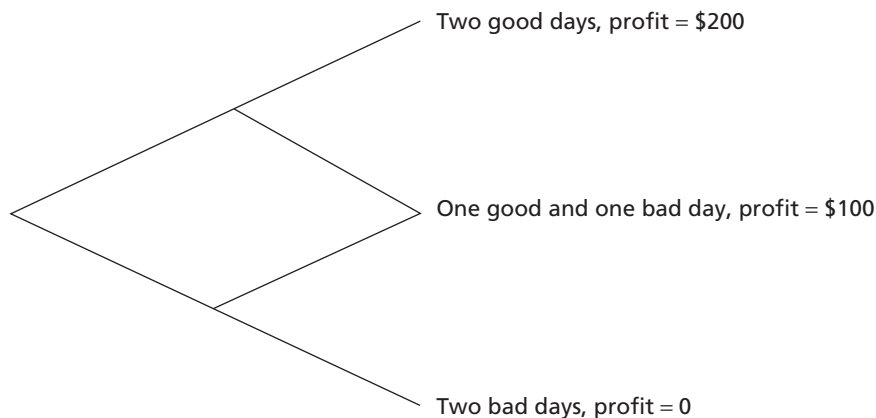 Two good days, profit = $200
One good and one bad day, profit = $100
Two bad days, profit = 0